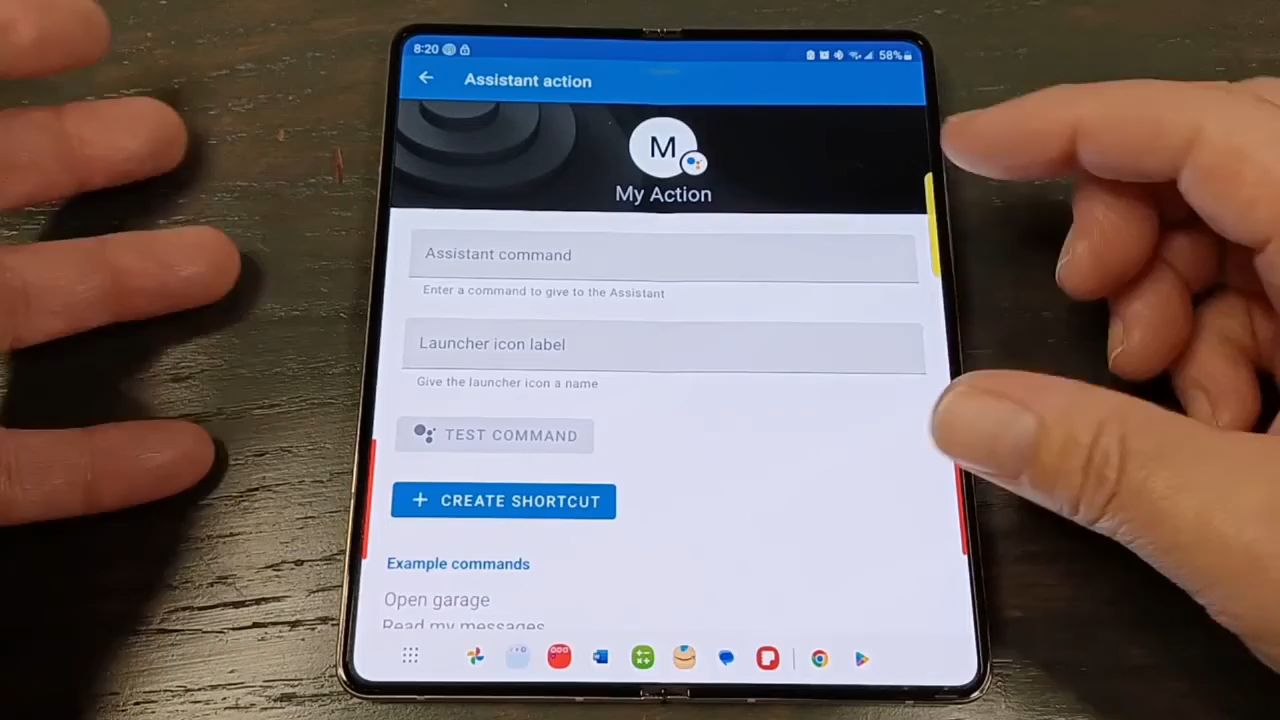 8:20
58%
Assistant action
M
My Action
Assistant command
Enter a command to give to the Assistant
Launcher icon label
Give the launcher icon a name
TEST COMMAND
+ CREATE SHORTCUT
Example commands
Open garage
Read my messages